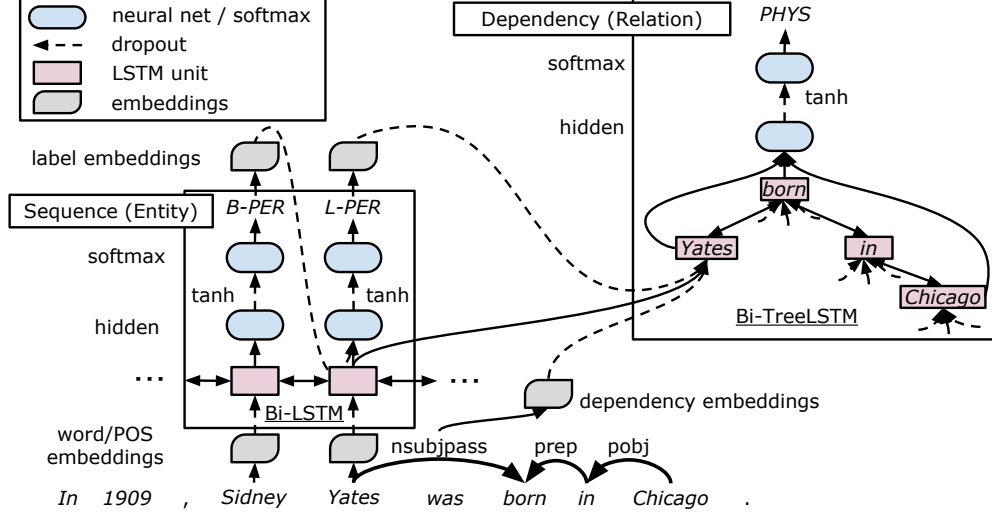 neural net / softmax
dropout
LSTM unit
embeddings
label embeddings
Sequence (Entity)
B-PER L-PER
softmax
tanh tanh
hidden
... ...
Bi-LSTM
word/POS
embeddings
In 1909 , Sidney Yates was born in Chicago .
nsubjpass prep pobj
dependency embeddings
Dependency (Relation)
PHYS
softmax
tanh
hidden
born
Yates in
Chicago
Bi-TreeLSTM